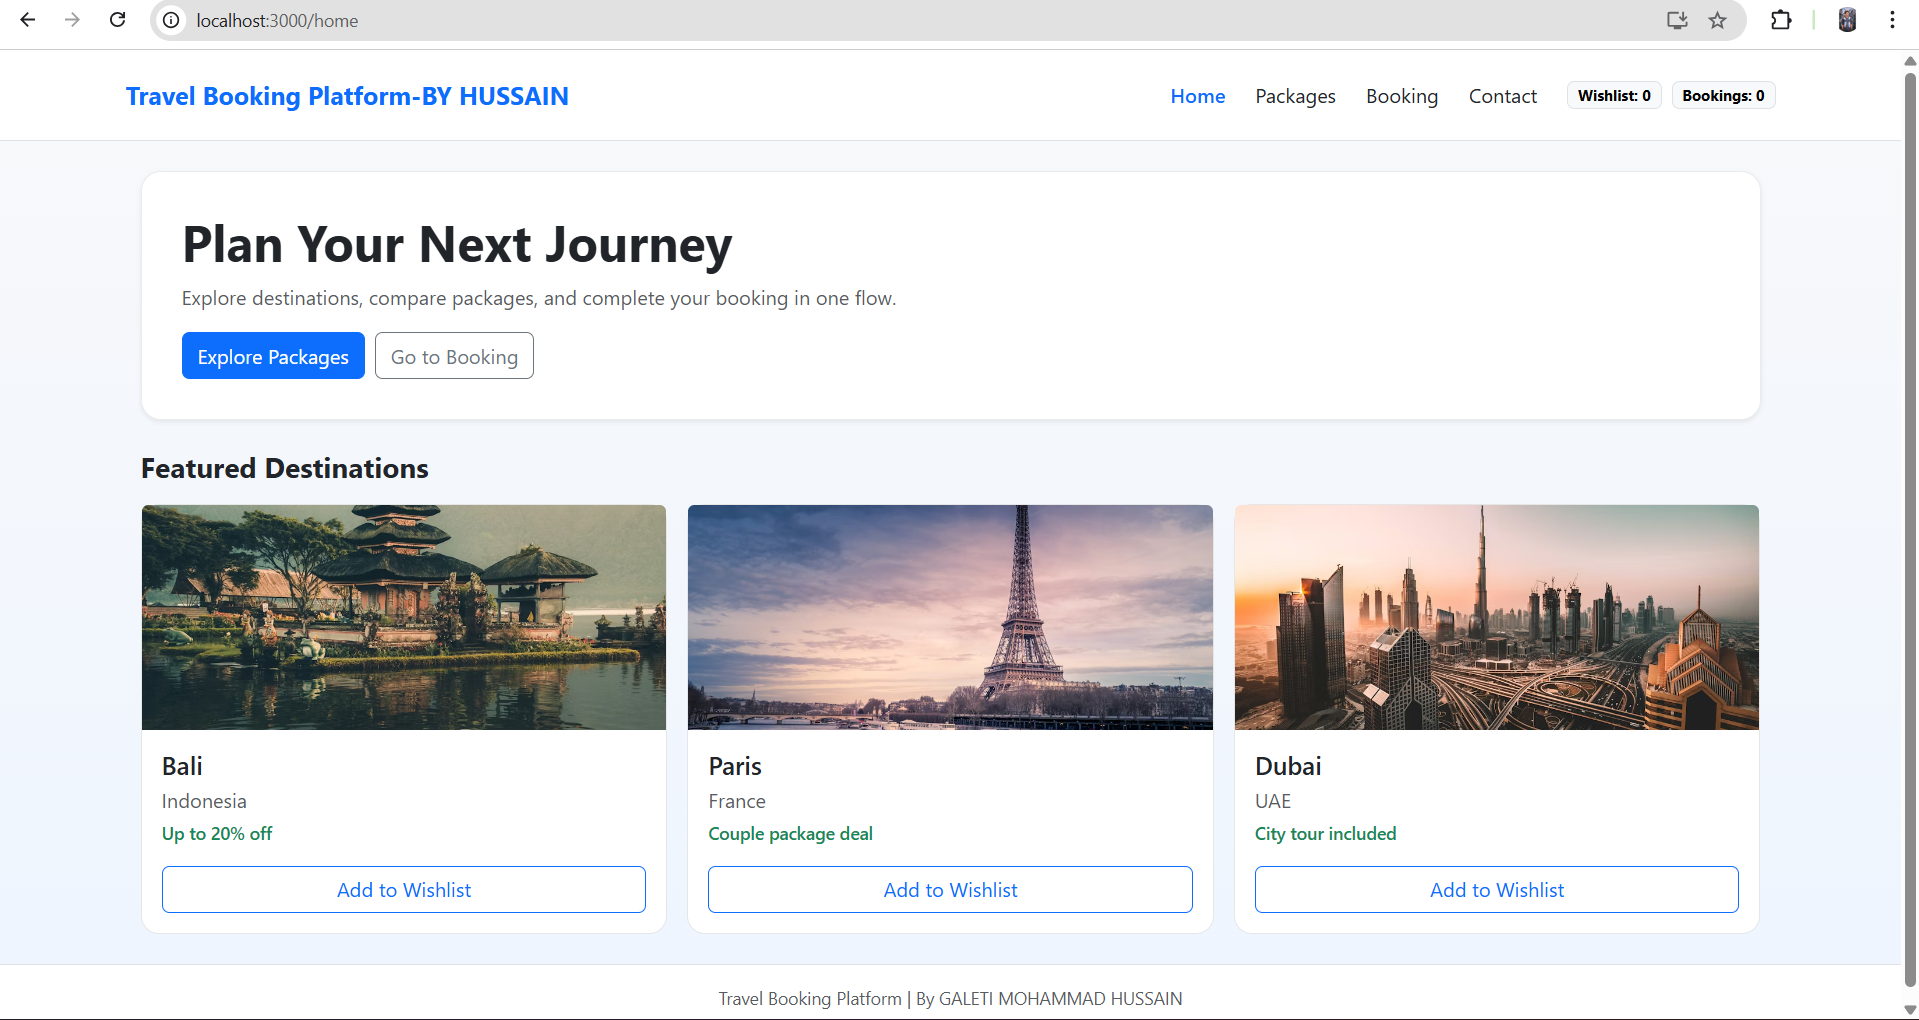 localhost:3000/home
Travel Booking Platform-BY HUSSAIN
Home Packages Booking Contact Wishlist: 0 Bookings: 0
Plan Your Next Journey
Explore destinations, compare packages, and complete your booking in one flow.
Explore Packages Go to Booking
Featured Destinations
Bali
Indonesia
Up to 20% off
Add to Wishlist
Paris
France
Couple package deal
Add to Wishlist
Dubai
UAE
City tour included
Add to Wishlist
Travel Booking Platform | By GALETI MOHAMMAD HUSSAIN